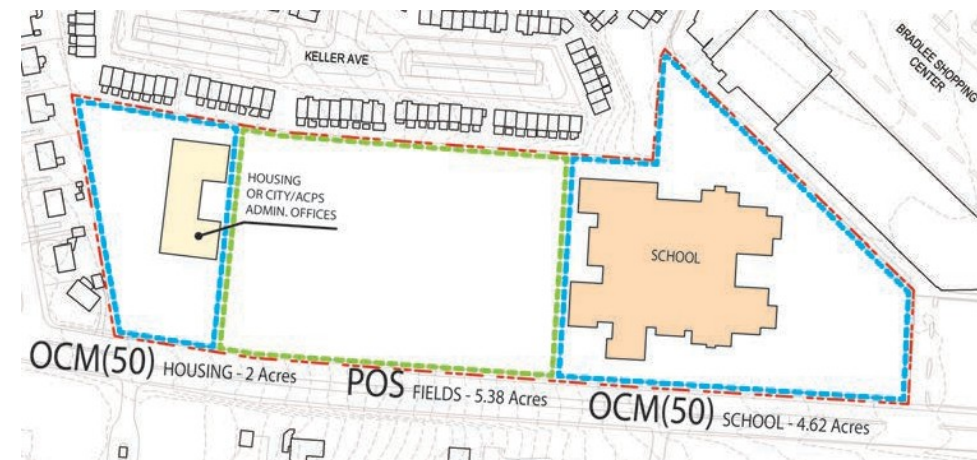 KELLER AVE
BRADLEE SHOPPING
CENTER
HOUSING
OR CITY/ACPS
ADMIN. OFFICES
SCHOOL
OCM(50) HOUSING - 2 Acres
POS FIELDS - 5.38 Acres
OCM(50) SCHOOL - 4.62 Acres